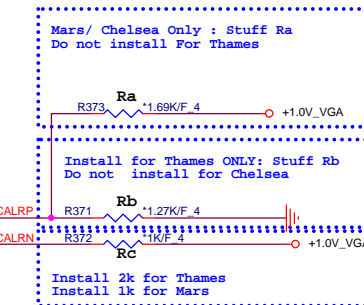 Mars/ Chelsea Only : Stuff Ra
Do not install For Thames
Ra
R373 *1.69K/F_4 +1.0V_VGA
Install for Thames ONLY: Stuff Rb
Do not install for Chelsea
Rb
CALRP R371 *1.27K/F_4
CALRN R372 *1K/F_4 +1.0V_VGA
Rc
Install 2k for Thames
Install 1k for Mars